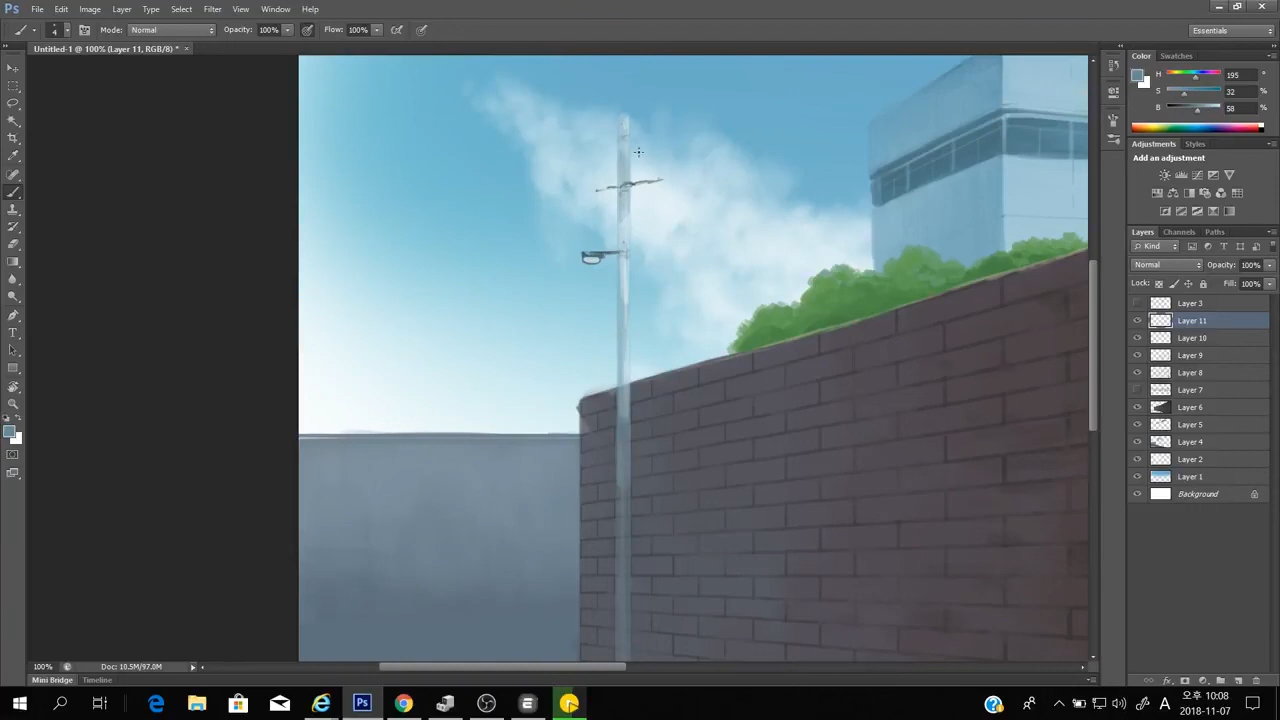 Ps File Edit Image Layer Type Select Filter View Window Help
4 Mode: Normal Opacity: 100% Flow: 100% Essentials
Untitled-1 @ 100% (Layer 11, RGB/8) * ×
Color Swatches
H 195 °
S 32 %
B 58 %
Adjustments Styles
Add an adjustment
Layers Channels Paths
Kind
Normal Opacity: 100%
Lock: Fill: 100%
Layer 3
Layer 11
Layer 10
Layer 9
Layer 8
Layer 7
Layer 6
Layer 5
Layer 4
Layer 2
Layer 1
Background
100% Doc: 10.5M/97.0M
Mini Bridge Timeline
A 오후 10:08
2018-11-07